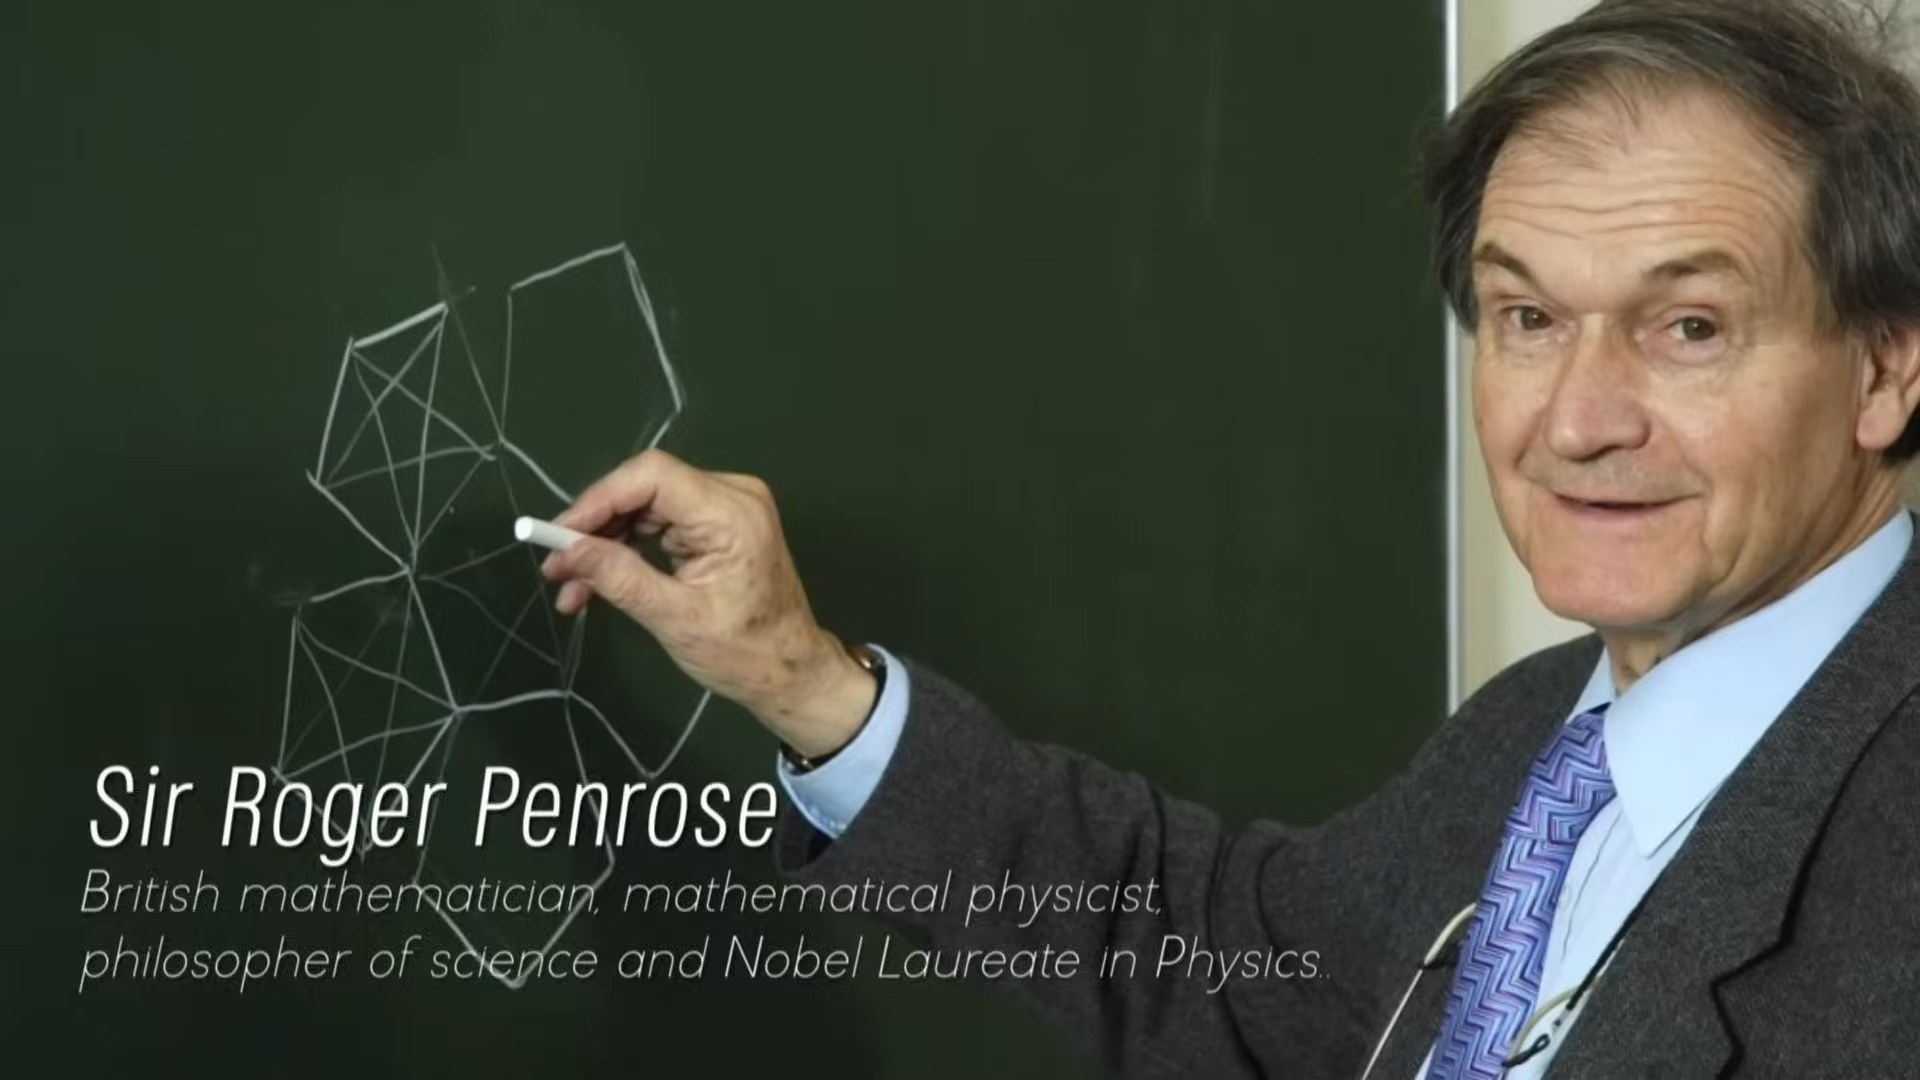 Sir Roger Penrose
British mathematician, mathematical physicist,
philosopher of science and Nobel Laureate in Physics..